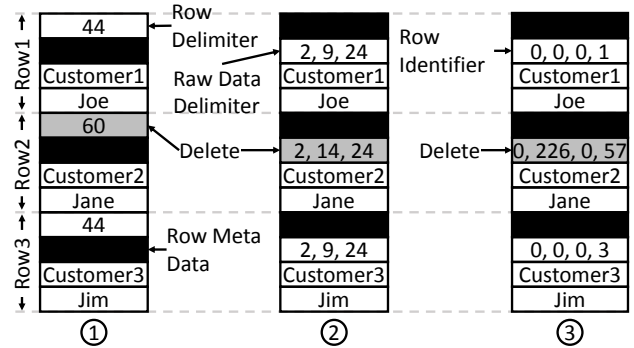 Row1
44
Row
Delimiter
Customer1
Joe
Raw Data
Delimiter
2, 9, 24
Customer1
Joe
Row
Identifier
0, 0, 0, 1
Customer1
Joe
Row2
60
Customer2
Jane
Delete
2, 14, 24
Customer2
Jane
Delete
0, 226, 0, 57
Customer2
Jane
Row3
44
Row Meta
Data
Customer3
Jim
2, 9, 24
Customer3
Jim
0, 0, 0, 3
Customer3
Jim
1
2
3